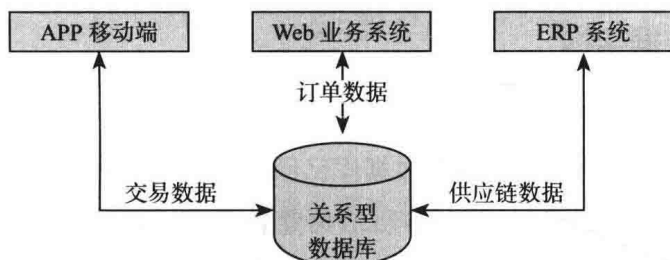 APP 移动端
Web 业务系统
ERP 系统
订单数据
交易数据
供应链数据
关系型
数据库